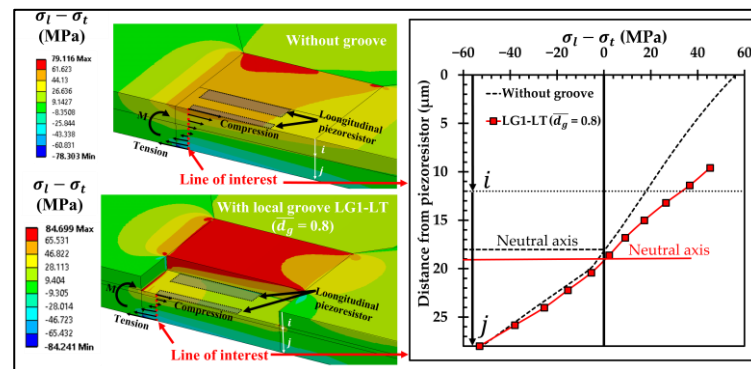 σl − σt
(MPa)
79.116 Max
61.623
44.13
26.636
9.1427
-8.3508
-25.844
-43.338
-60.831
-78.303 Min
Without groove
Loongitudinal
piezoresistor
M
Compression
Tension
i
j
Line of interest
σl − σt
(MPa)
84.699 Max
65.531
46.822
28.113
9.404
-9.305
-28.014
-46.723
-65.432
-84.241 Min
With local groove LG1-LT
(d̅g = 0.8)
Loongitudinal
piezoresistor
M
Compression
Tension
i
j
Line of interest
σl − σt (MPa)
-60 -40 -20 0 20 40 60
0
5
10
15
20
25
Distance from piezoresistor (μm)
Without groove
LG1-LT(d̅g = 0.8)
i
Neutral axis
Neutral axis
j